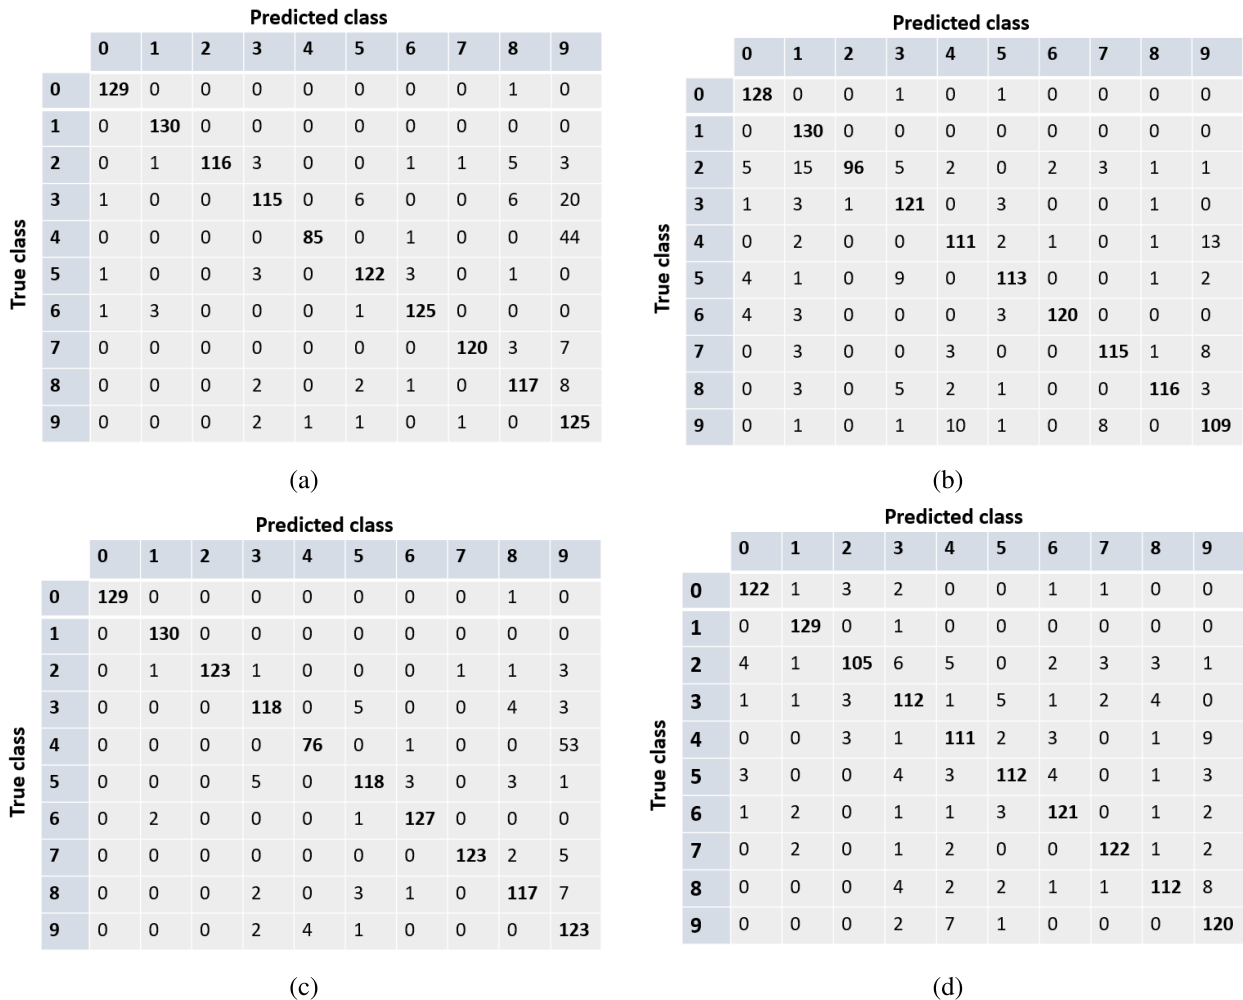 Predicted class
0 1 2 3 4 5 6 7 8 9
0 129 0 0 0 0 0 0 0 1 0
1 0 130 0 0 0 0 0 0 0 0
2 0 1 116 3 0 0 1 1 5 3
3 1 0 0 115 0 6 0 0 6 20
4 0 0 0 0 85 0 1 0 0 44
5 1 0 0 3 0 122 3 0 1 0
6 1 3 0 0 0 1 125 0 0 0
7 0 0 0 0 0 0 0 120 3 7
8 0 0 0 2 0 2 1 0 117 8
9 0 0 0 2 1 1 0 1 0 125
True class
(a)
Predicted class
0 1 2 3 4 5 6 7 8 9
0 128 0 0 1 0 1 0 0 0 0
1 0 130 0 0 0 0 0 0 0 0
2 5 15 96 5 2 0 2 3 1 1
3 1 3 1 121 0 3 0 0 1 0
4 0 2 0 0 111 2 1 0 1 13
5 4 1 0 9 0 113 0 0 1 2
6 4 3 0 0 0 3 120 0 0 0
7 0 3 0 0 3 0 0 115 1 8
8 0 3 0 5 2 1 0 0 116 3
9 0 1 0 1 10 1 0 8 0 109
True class
(b)
Predicted class
0 1 2 3 4 5 6 7 8 9
0 129 0 0 0 0 0 0 0 1 0
1 0 130 0 0 0 0 0 0 0 0
2 0 1 123 1 0 0 0 1 1 3
3 0 0 0 118 0 5 0 0 4 3
4 0 0 0 0 76 0 1 0 0 53
5 0 0 0 5 0 118 3 0 3 1
6 0 2 0 0 0 1 127 0 0 0
7 0 0 0 0 0 0 0 123 2 5
8 0 0 0 2 0 3 1 0 117 7
9 0 0 0 2 4 1 0 0 0 123
True class
(c)
Predicted class
0 1 2 3 4 5 6 7 8 9
0 122 1 3 2 0 0 1 1 0 0
1 0 129 0 1 0 0 0 0 0 0
2 4 1 105 6 5 0 2 3 3 1
3 1 1 3 112 1 5 1 2 4 0
4 0 0 3 1 111 2 3 0 1 9
5 3 0 0 4 3 112 4 0 1 3
6 1 2 0 1 1 3 121 0 1 2
7 0 2 0 1 2 0 0 122 1 2
8 0 0 0 4 2 2 1 1 112 8
9 0 0 0 2 7 1 0 0 0 120
True class
(d)